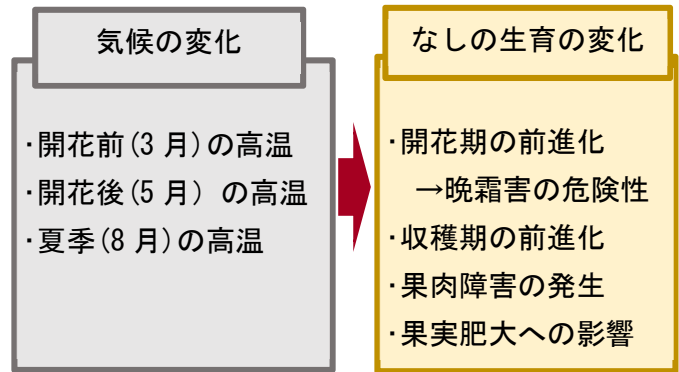 気候の変化
・開花前(3月)の高温
・開花後(5月) の高温
・夏季(8月)の高温
なしの生育の変化
・開花期の前進化
→晩霜害の危険性
・収穫期の前進化
・果肉障害の発生
・果実肥大への影響